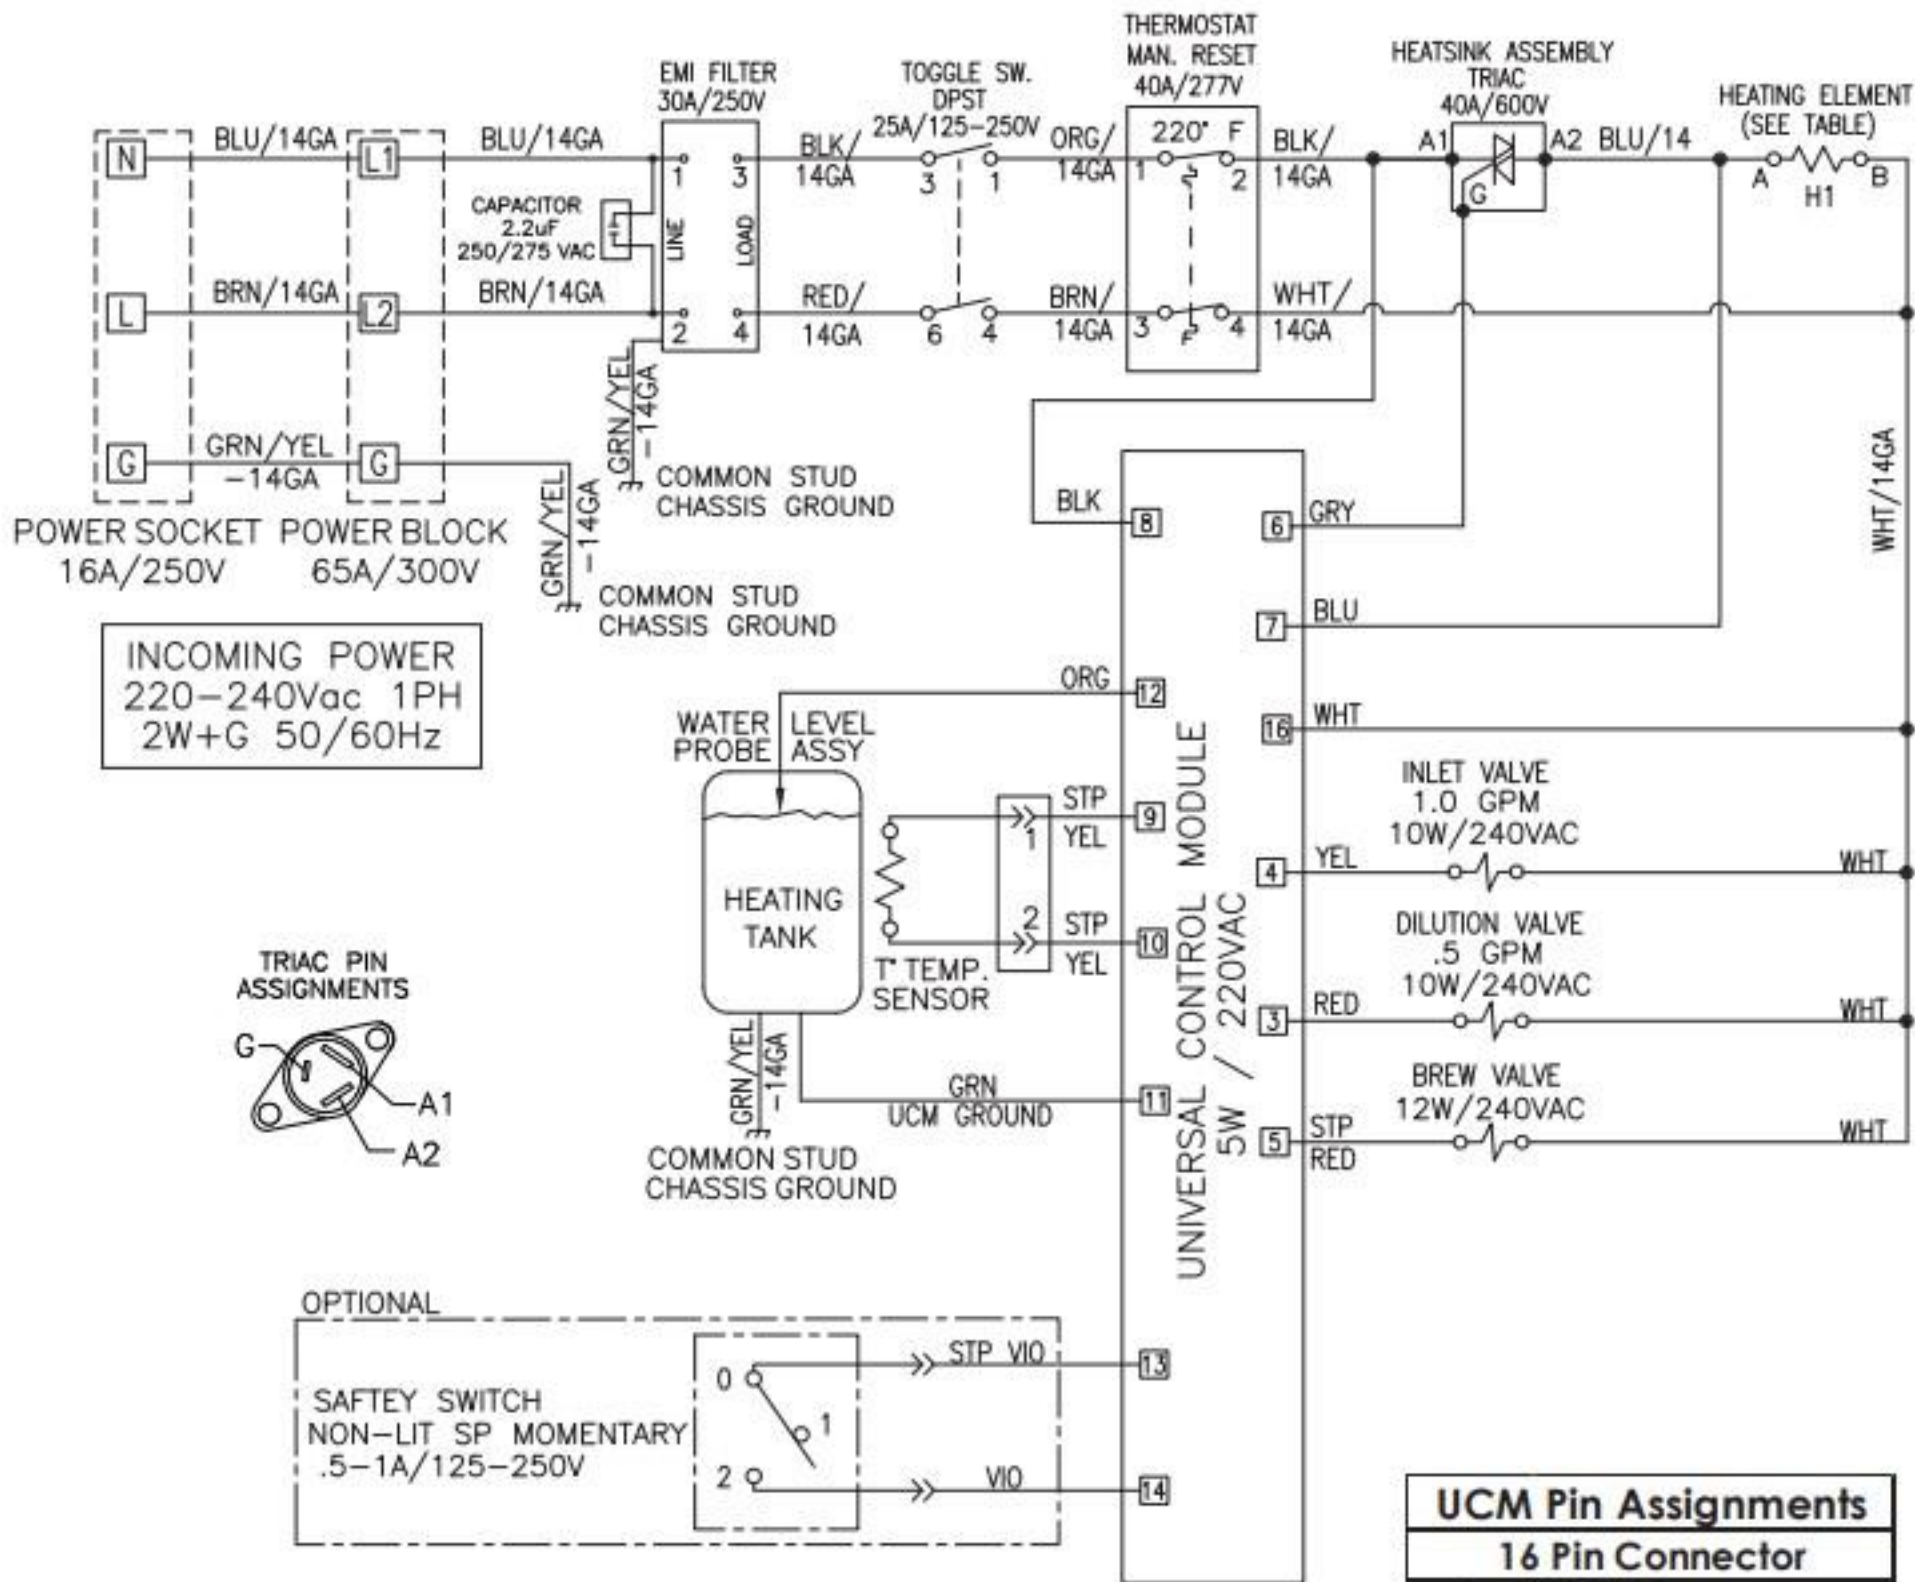 THERMOSTAT
MAN. RESET
40A/277V
HEATSINK ASSEMBLY
TRIAC
40A/600V
HEATING ELEMENT
(SEE TABLE)
EMI FILTER
30A/250V
TOGGLE SW.
DPST
25A/125-250V
N
BLU/14GA
L1
BLU/14GA
1
3
LINE
LOAD
2
4
BLK/
14GA
3
1
ORG/
14GA
220° F
1
2
BLK/
14GA
A1
A2
G
BLU/14
A
B
H1
CAPACITOR
2.2uF
250/275 VAC
L
BRN/14GA
L2
BRN/14GA
RED/
14GA
6
4
BRN/
14GA
3
4
WHT/
14GA
G
GRN/YEL
-14GA
G
GRN/YEL
-14GA
COMMON STUD
CHASSIS GROUND
GRN/YEL
-14GA
COMMON STUD
CHASSIS GROUND
POWER SOCKET
16A/250V
POWER BLOCK
65A/300V
WHT/14GA
INCOMING POWER
220-240Vac 1PH
2W+G 50/60Hz
BLK
8
6
GRY
7
BLU
ORG
12
16
WHT
WATER LEVEL
PROBE ASSY
HEATING
TANK
T° TEMP.
SENSOR
1
STP
YEL
9
2
STP
YEL
10
UNIVERSAL CONTROL MODULE
5W / 220VAC
INLET VALVE
1.0 GPM
10W/240VAC
4
YEL
WHT
DILUTION VALVE
.5 GPM
10W/240VAC
3
RED
WHT
BREW VALVE
12W/240VAC
5
STP
RED
WHT
GRN/YEL
-14GA
GRN
UCM GROUND
11
COMMON STUD
CHASSIS GROUND
TRIAC PIN
ASSIGNMENTS
G
A1
A2
OPTIONAL
SAFTEY SWITCH
NON-LIT SP MOMENTARY
.5-1A/125-250V
0
1
2
STP VIO
13
VIO
14
UCM Pin Assignments
16 Pin Connector